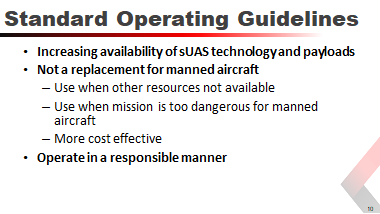 Standard Operating Guidelines
• Increasing availability of sUAS technology and payloads
• Not a replacement for manned aircraft
– Use when other resources not available
– Use when mission is too dangerous for manned
aircraft
– More cost effective
• Operate in a responsible manner
10